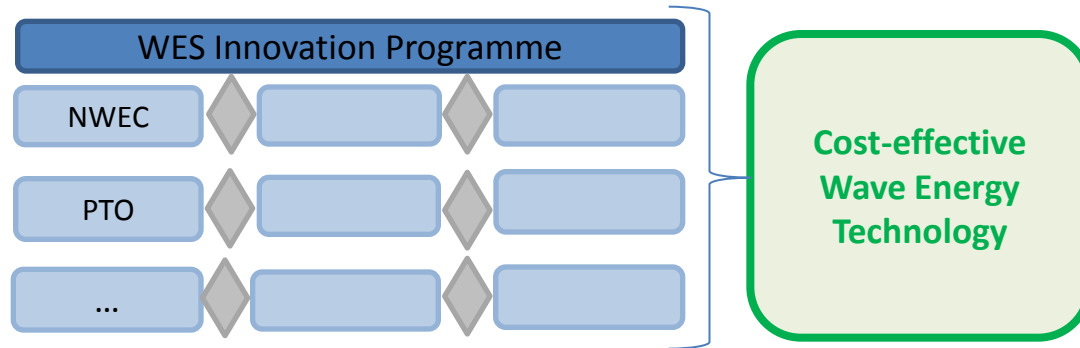 WES Innovation Programme
NWEC
PTO
...
Cost-effective
Wave Energy
Technology